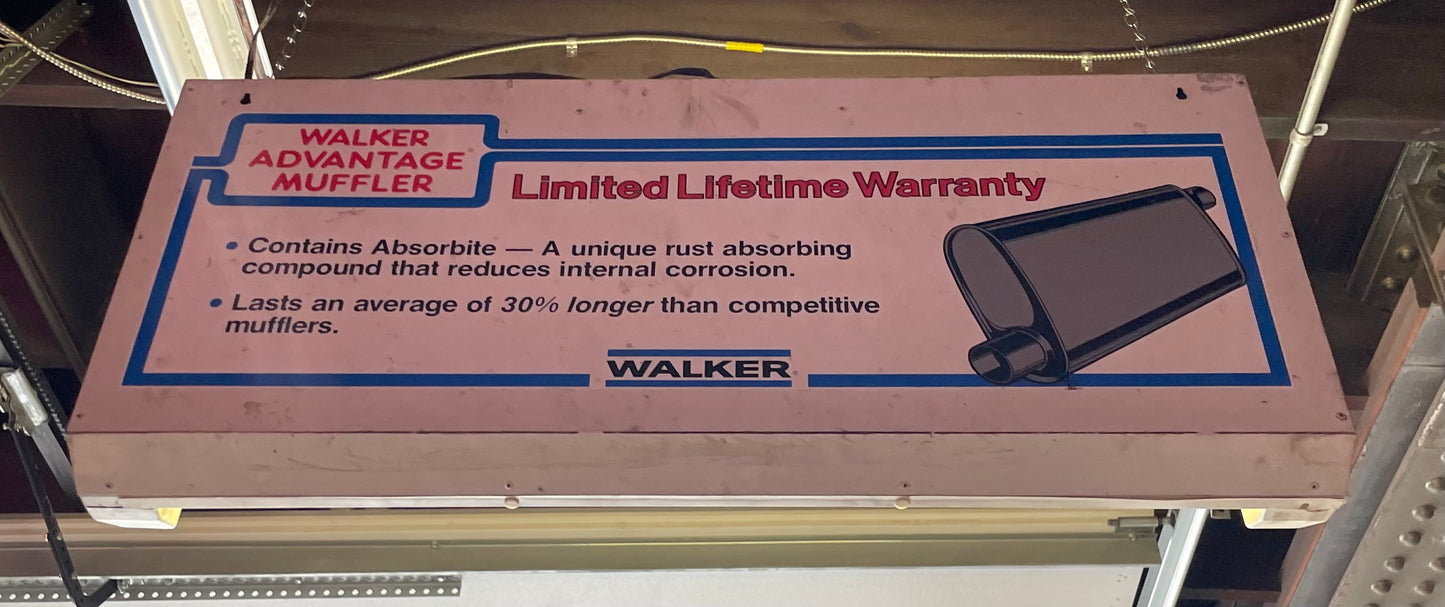 WALKER
ADVANTAGE
MUFFLER
Limited Lifetime Warranty
• Contains Absorbite — A unique rust absorbing
compound that reduces internal corrosion.
• Lasts an average of 30% longer than competitive
mufflers.
WALKER